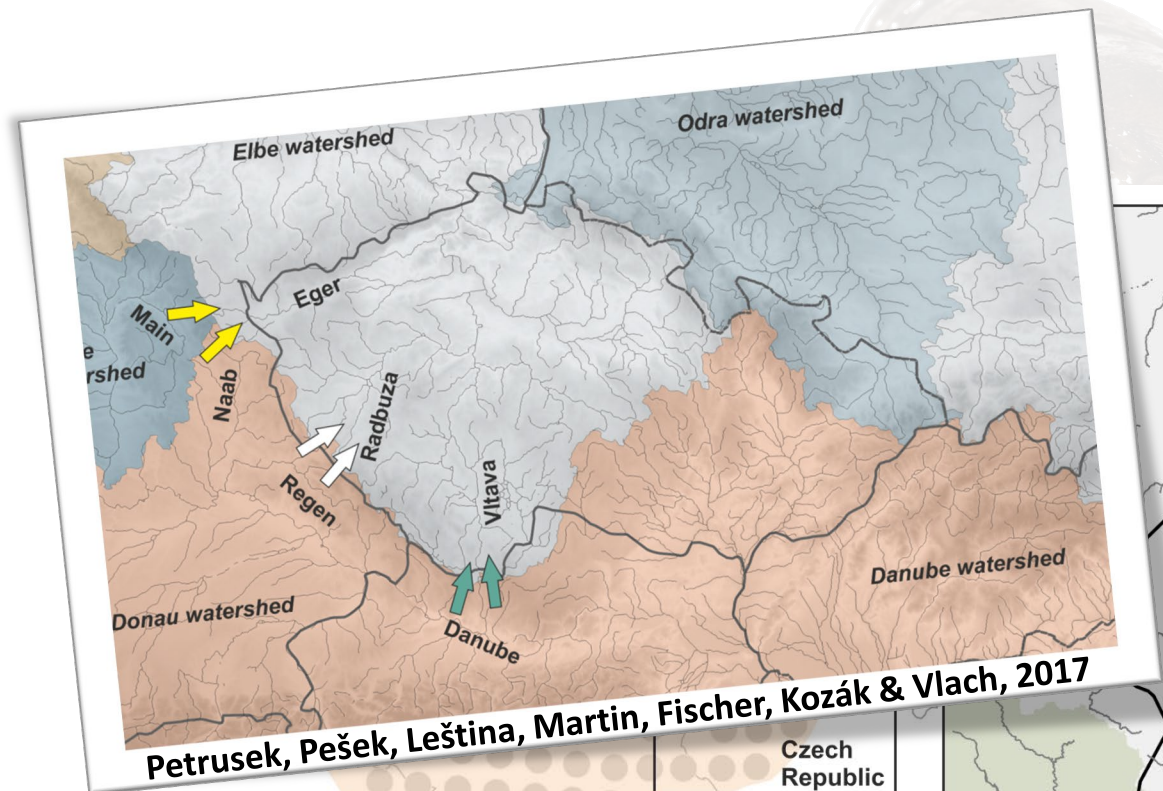 Elbe watershed
Odra watershed
Eger
Main
e
rshed
Naab
Radbuza
Regen
Vltava
Donau watershed
Danube
Danube watershed
Petrusek, Pešek, Leština, Martin, Fischer, Kozák & Vlach, 2017
Czech
Republic